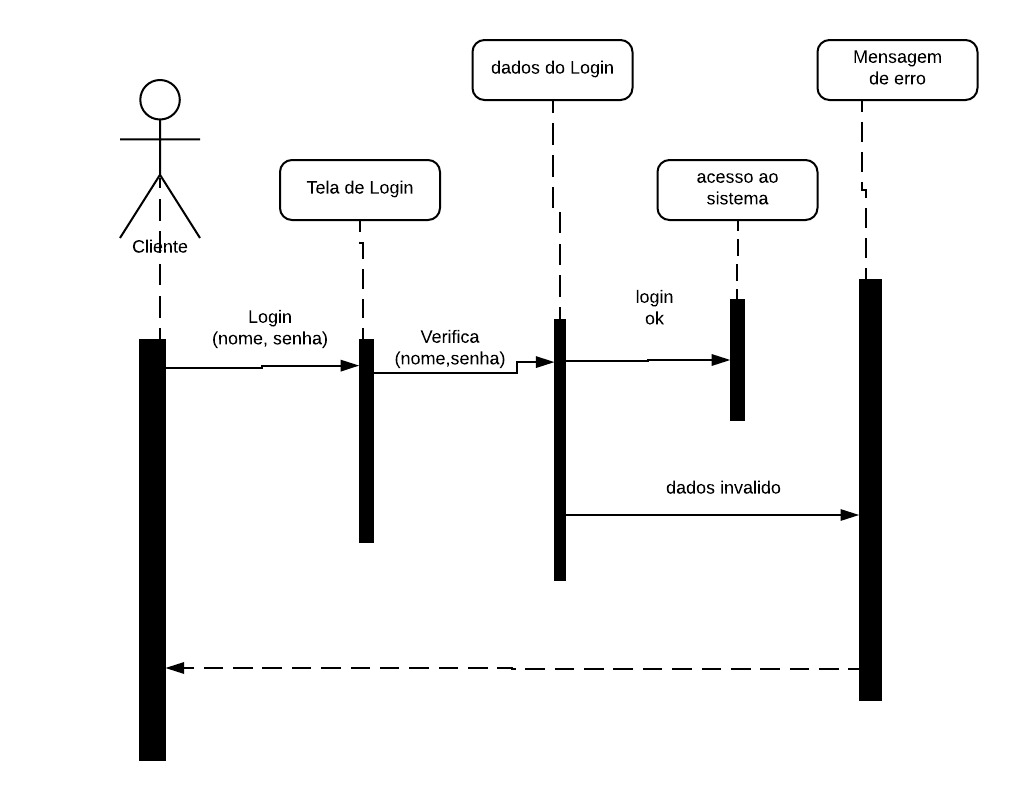 dados do Login
Mensagem
de erro
Tela de Login
acesso ao
sistema
Cliente
Login
(nome, senha)
Verifica
(nome,senha)
login
ok
dados invalido